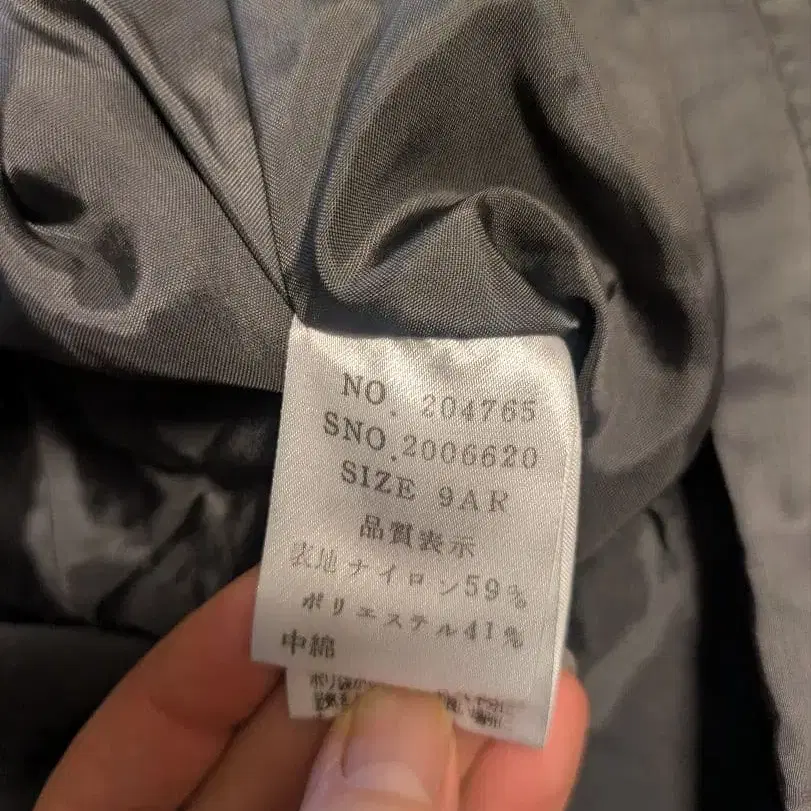 NO. 204765
SNO.2006620
SIZE 9AR
品質表示
表地 ナイロン59%
ポリエステル41%
中綿